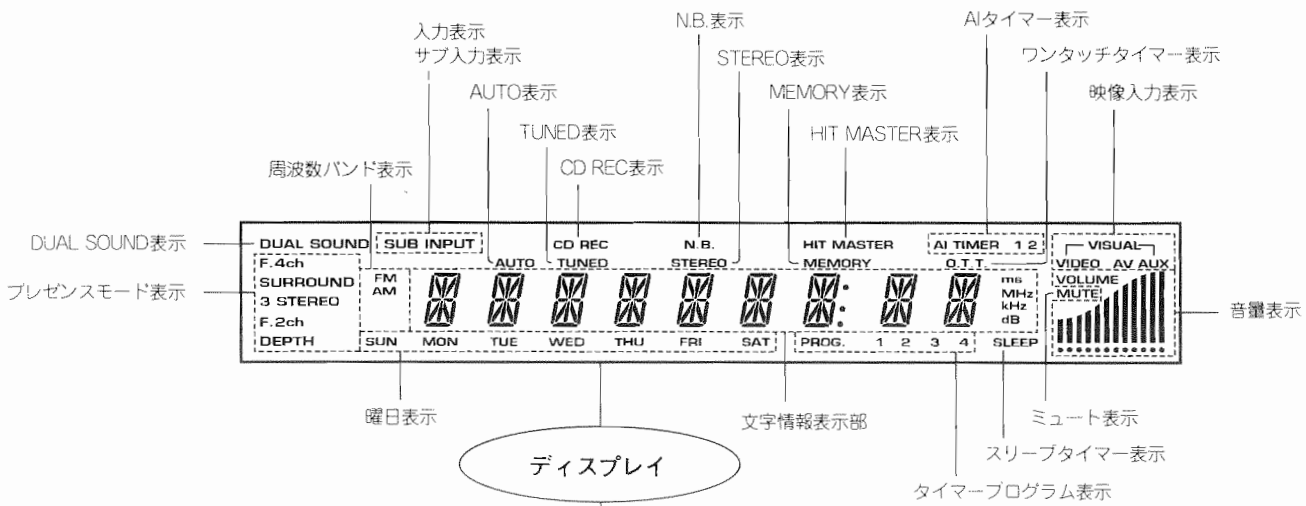 入力表示
サブ入力表示
N.B.表示
AIタイマー表示
STEREO表示
ワンタッチタイマー表示
AUTO表示
MEMORY表示
映像入力表示
TUNED表示
HIT MASTER表示
周波数バンド表示
CD REC表示
DUAL SOUND表示
DUAL SOUND SUB INPUT CD REC N.B. HIT MASTER AI TIMER 1 2 VISUAL
AUTO TUNED STEREO MEMORY O.T.T. VIDEO AV AUX
プレゼンスモード表示
F.4ch
SURROUND
3 STEREO
F.2ch
DEPTH
FM
AM
ms
MHz
kHz
dB
VOLUME
MUTE
音量表示
SUN MON TUE WED THU FRI SAT PROG. 1 2 3 4 SLEEP
曜日表示
文字情報表示部
ミュート表示
スリープタイマー表示
タイマープログラム表示
ディスプレイ